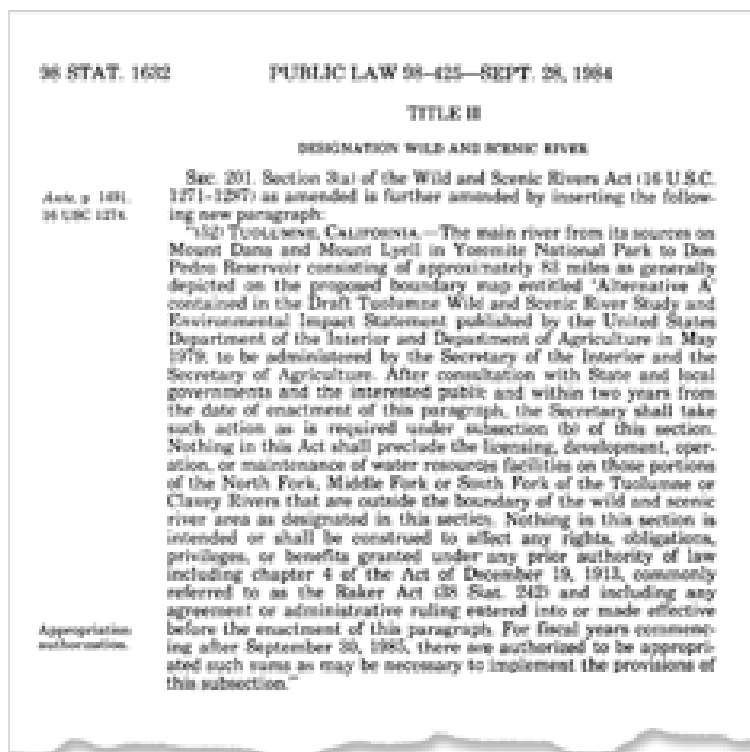 98 STAT. 1632 PUBLIC LAW 98-425—SEPT. 28, 1984
TITLE II
DESIGNATION WILD AND SCENIC RIVER
SEC. 201. Section 3(a) of the Wild and Scenic Rivers Act (16 U.S.C.
Ante, p. 1491.
1271-1287) as amended is further amended by inserting the follow-
16 USC 1274.
ing new paragraph:
"(52) TUOLUMNE, CALIFORNIA.—The main river from its sources on
Mount Dana and Mount Lyell in Yosemite National Park to Don
Pedro Reservoir consisting of approximately 83 miles as generally
depicted on the proposed boundary map entitled 'Alternative A'
contained in the Draft Tuolumne Wild and Scenic River Study and
Environmental Impact Statement published by the United States
Department of the Interior and Department of Agriculture in May
1979; to be administered by the Secretary of the Interior and the
Secretary of Agriculture. After consultation with State and local
governments and the interested public and within two years from
the date of enactment of this paragraph, the Secretary shall take
such action as is required under subsection (b) of this section.
Nothing in this Act shall preclude the licensing, development, oper-
ation, or maintenance of water resources facilities on those portions
of the North Fork, Middle Fork or South Fork of the Tuolumne or
Clavey Rivers that are outside the boundary of the wild and scenic
river area as designated in this section. Nothing in this section is
intended or shall be construed to affect any rights, obligations,
privileges, or benefits granted under any prior authority of law
including chapter 4 of the Act of December 19, 1913, commonly
referred to as the Raker Act (38 Stat. 242) and including any
agreement or administrative ruling entered into or made effective
Appropriation
before the enactment of this paragraph. For fiscal years commenc-
authorization.
ing after September 30, 1985, there are authorized to be appropri-
ated such sums as may be necessary to implement the provisions of
this subsection."